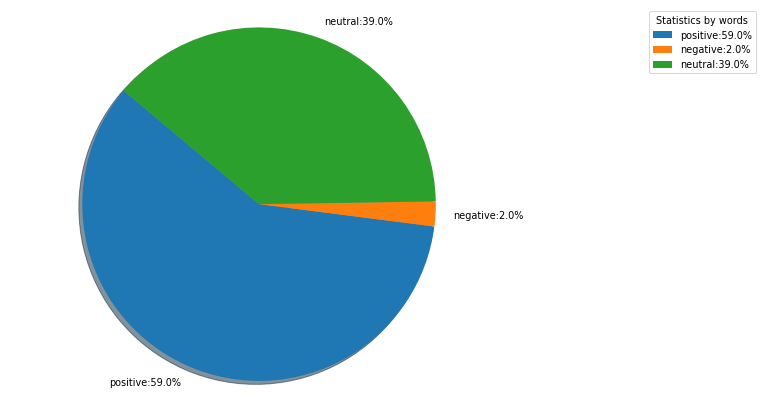 neutral:39.0%
Statistics by words
positive:59.0%
negative:2.0%
neutral:39.0%
negative:2.0%
positive:59.0%